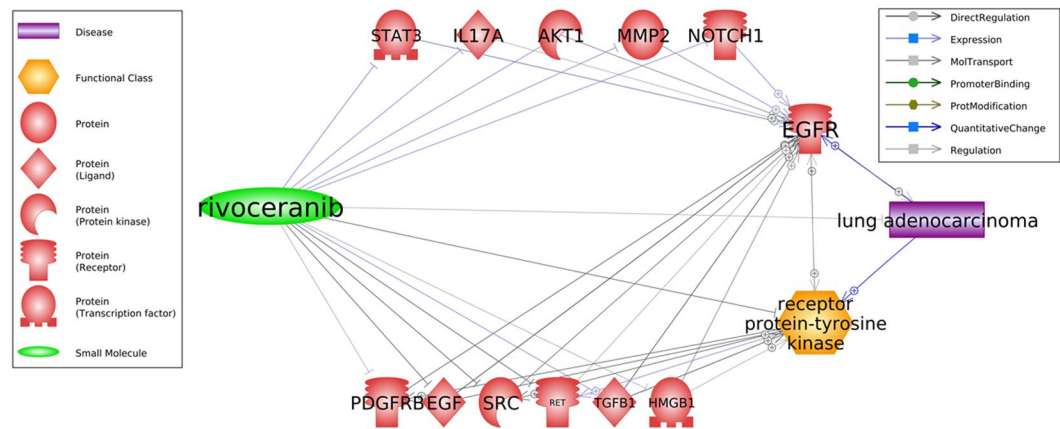 Disease
Functional Class
Protein
Protein
(Ligand)
Protein
(Protein kinase)
Protein
(Receptor)
Protein
(Transcription factor)
Small Molecule
STAT3
IL17A
AKT1
MMP2
NOTCH1
EGFR
rivoceranib
lung adenocarcinoma
receptor
protein-tyrosine
kinase
PDGFRB
EGF
SRC
RET
TGFB1
HMGB1
DirectRegulation
Expression
MolTransport
PromoterBinding
ProtModification
QuantitativeChange
Regulation